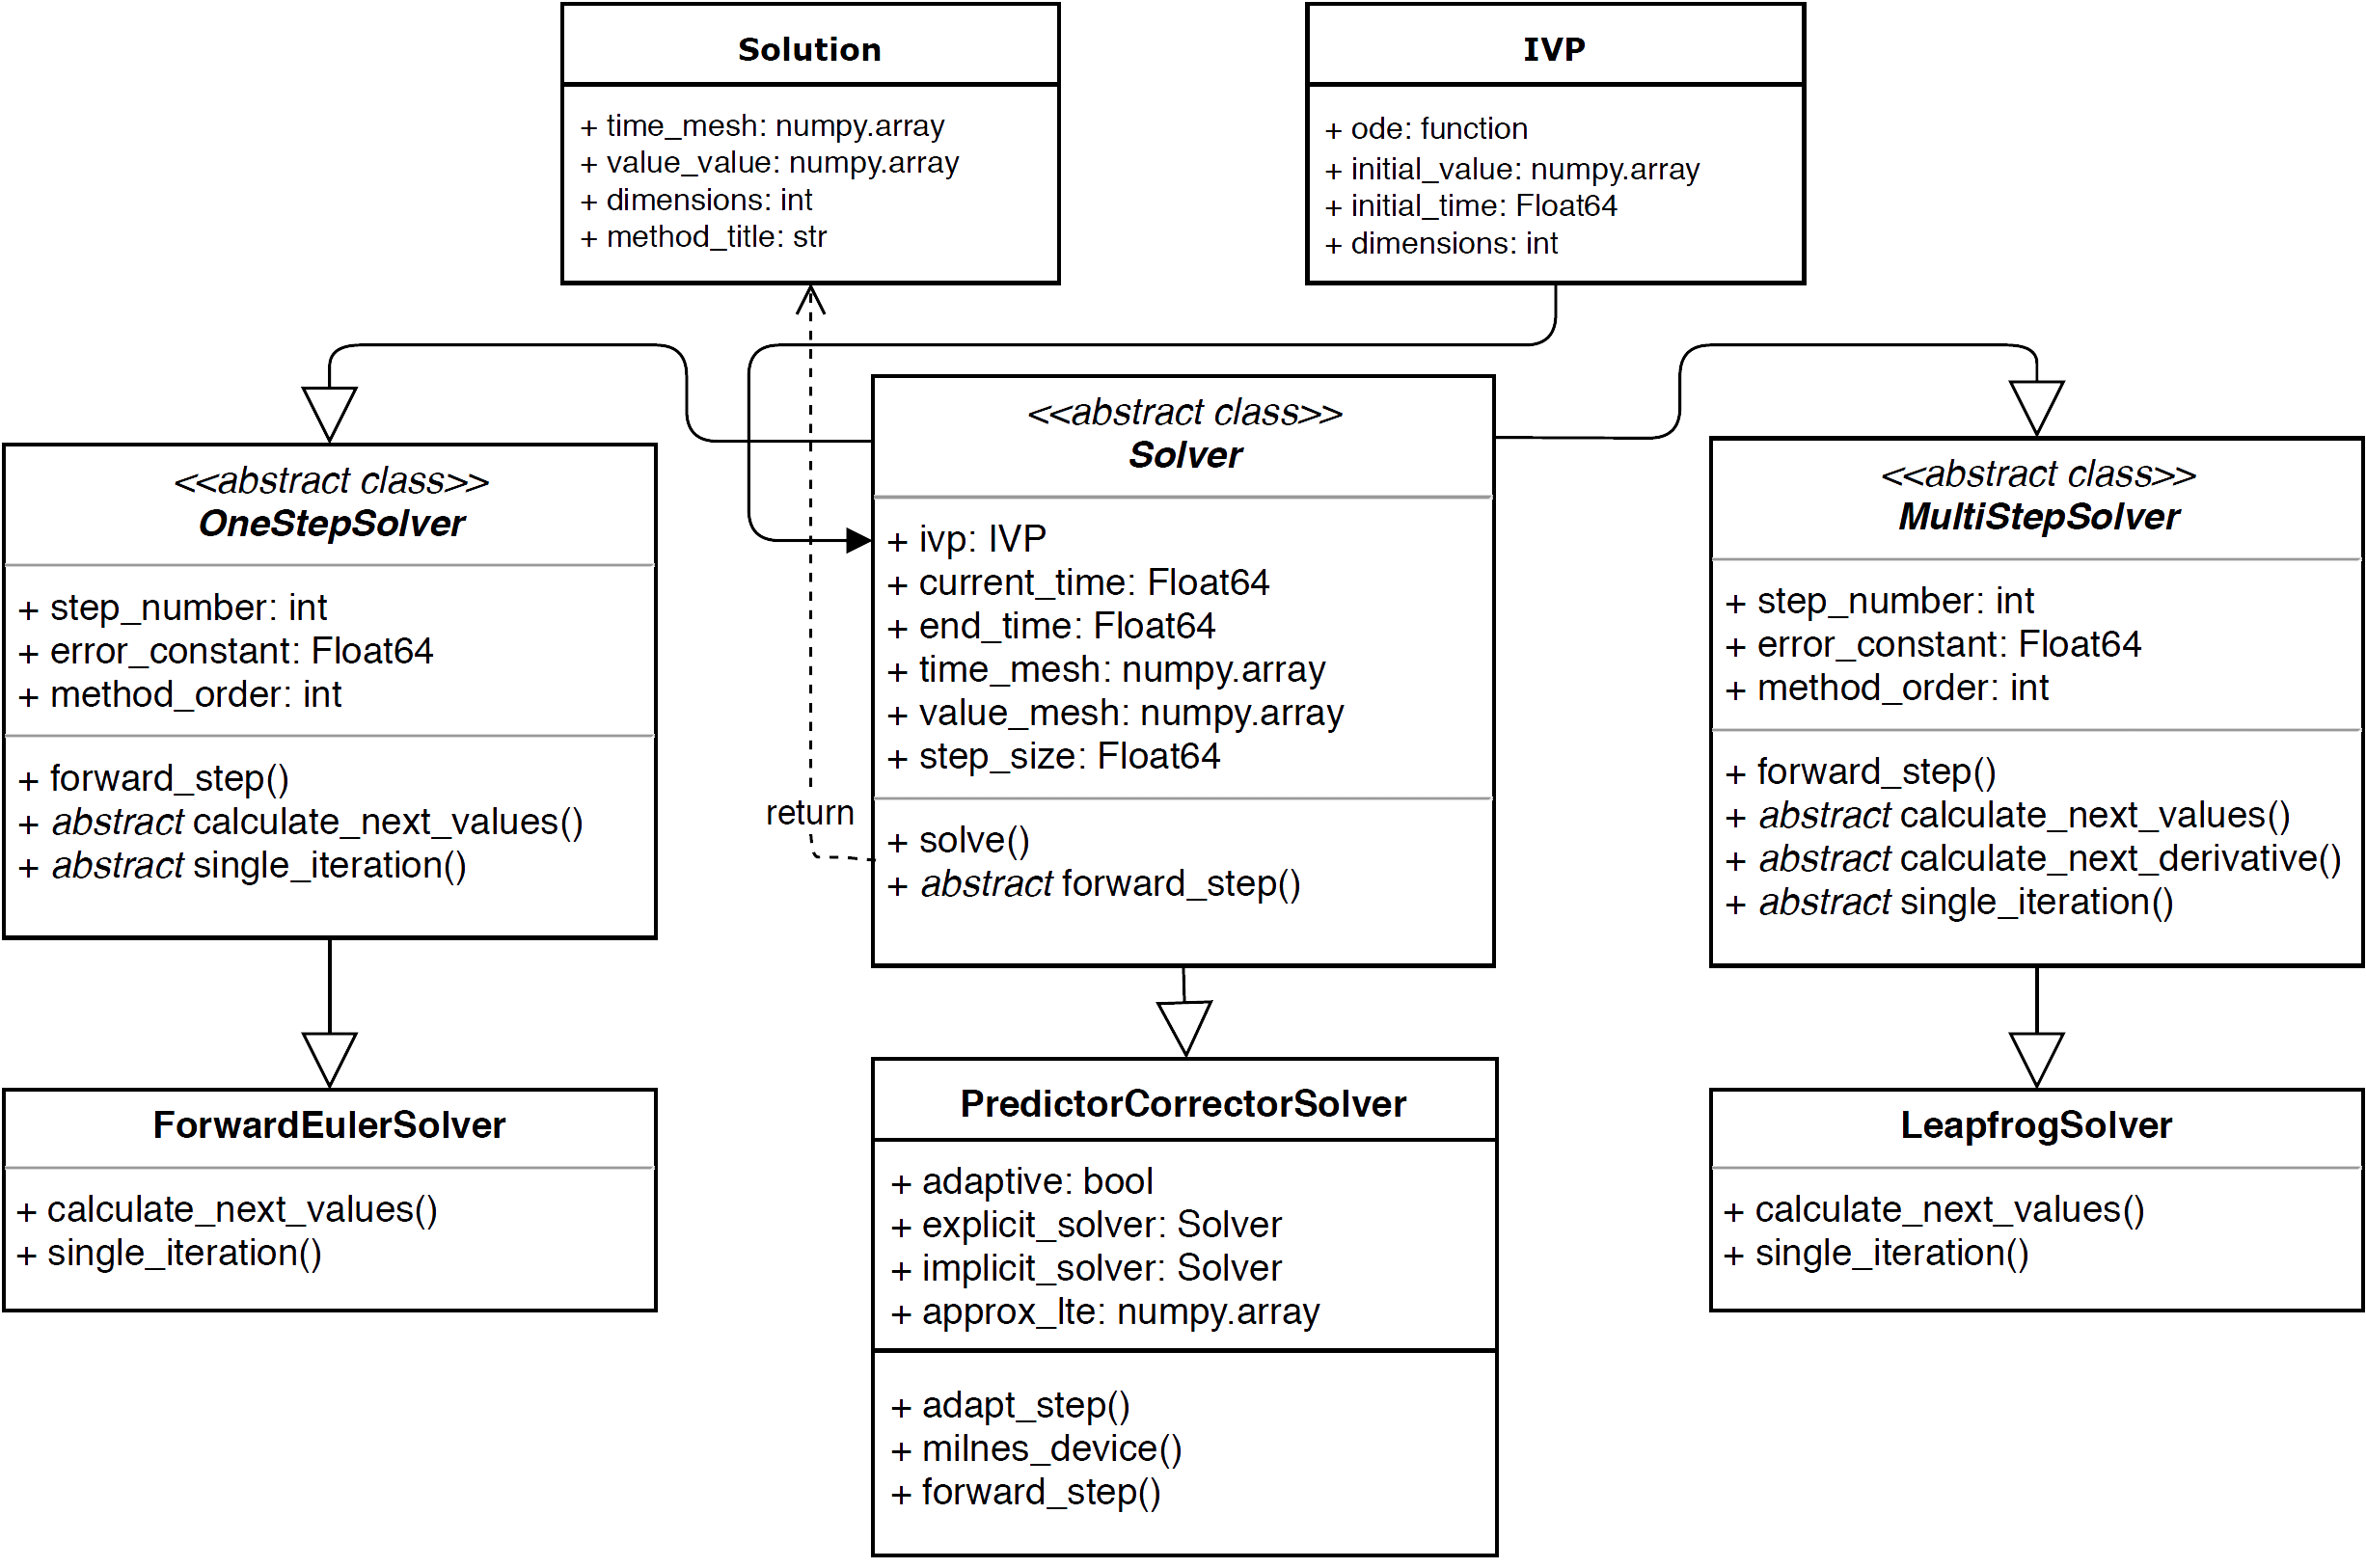 Solution
+ time_mesh: numpy.array
+ value_value: numpy.array
+ dimensions: int
+ method_title: str
IVP
+ ode: function
+ initial_value: numpy.array
+ initial_time: Float64
+ dimensions: int
<<abstract class>>
OneStepSolver
+ step_number: int
+ error_constant: Float64
+ method_order: int
+ forward_step()
+ abstract calculate_next_values()
+ abstract single_iteration()
return
<<abstract class>>
Solver
+ ivp: IVP
+ current_time: Float64
+ end_time: Float64
+ time_mesh: numpy.array
+ value_mesh: numpy.array
+ step_size: Float64
+ solve()
+ abstract forward_step()
<<abstract class>>
MultiStepSolver
+ step_number: int
+ error_constant: Float64
+ method_order: int
+ forward_step()
+ abstract calculate_next_values()
+ abstract calculate_next_derivative()
+ abstract single_iteration()
ForwardEulerSolver
+ calculate_next_values()
+ single_iteration()
PredictorCorrectorSolver
+ adaptive: bool
+ explicit_solver: Solver
+ implicit_solver: Solver
+ approx_lte: numpy.array
+ adapt_step()
+ milnes_device()
+ forward_step()
LeapfrogSolver
+ calculate_next_values()
+ single_iteration()